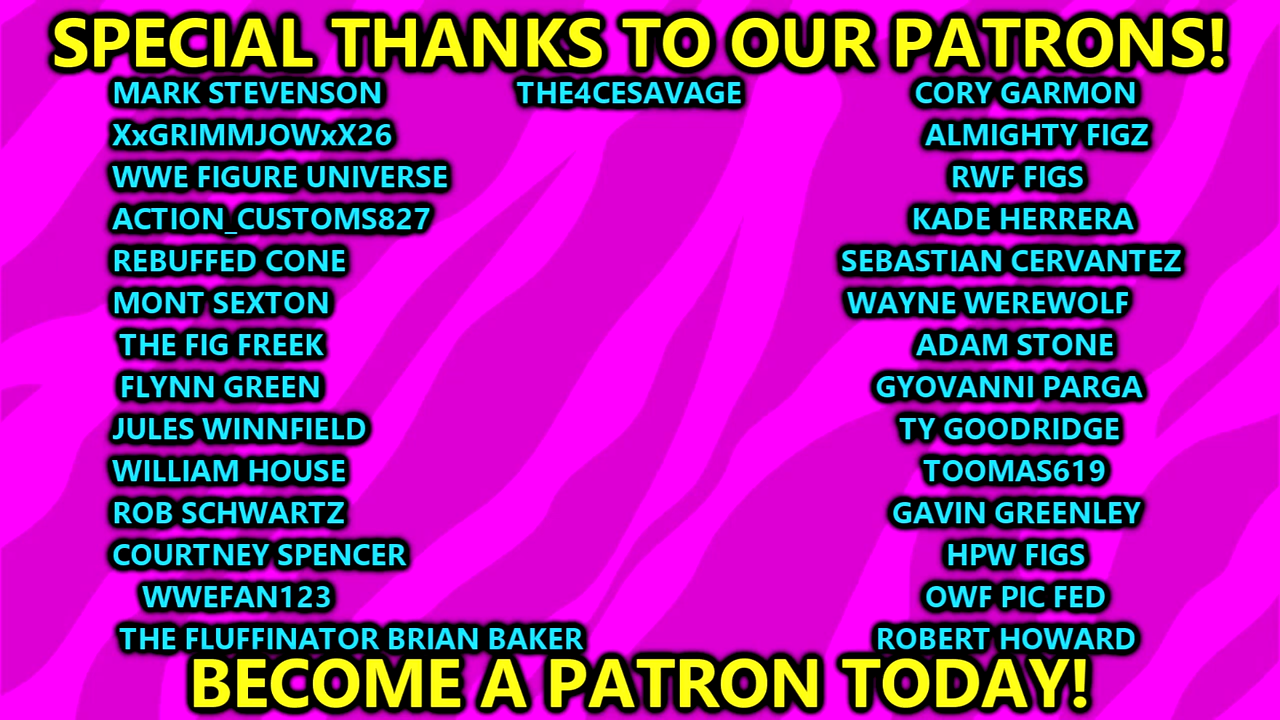 SPECIAL THANKS TO OUR PATRONS!
MARK STEVENSON
XxGRIMMJOWxX26
WWE FIGURE UNIVERSE
ACTION_CUSTOMS827
REBUFFED CONE
MONT SEXTON
THE FIG FREEK
FLYNN GREEN
JULES WINNFIELD
WILLIAM HOUSE
ROB SCHWARTZ
COURTNEY SPENCER
WWEFAN123
THE FLUFFINATOR BRIAN BAKER
THE4CESAVAGE
CORY GARMON
ALMIGHTY FIGZ
RWF FIGS
KADE HERRERA
SEBASTIAN CERVANTEZ
WAYNE WEREWOLF
ADAM STONE
GYOVANNI PARGA
TY GOODRIDGE
TOOMAS619
GAVIN GREENLEY
HPW FIGS
OWF PIC FED
ROBERT HOWARD
BECOME A PATRON TODAY!